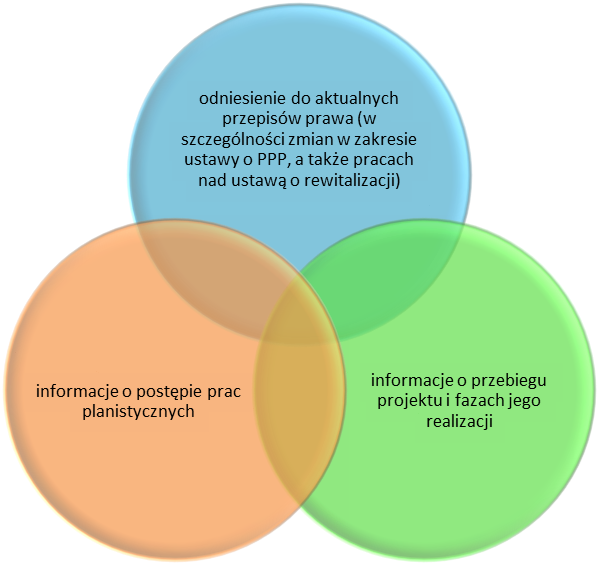 odniesienie do aktualnych
przepisów prawa (w
szczególności zmian w zakresie
ustawy o PPP, a także pracach
nad ustawą o rewitalizacji)
informacje o postępie prac
planistycznych
informacje o przebiegu
projektu i fazach jego
realizacji